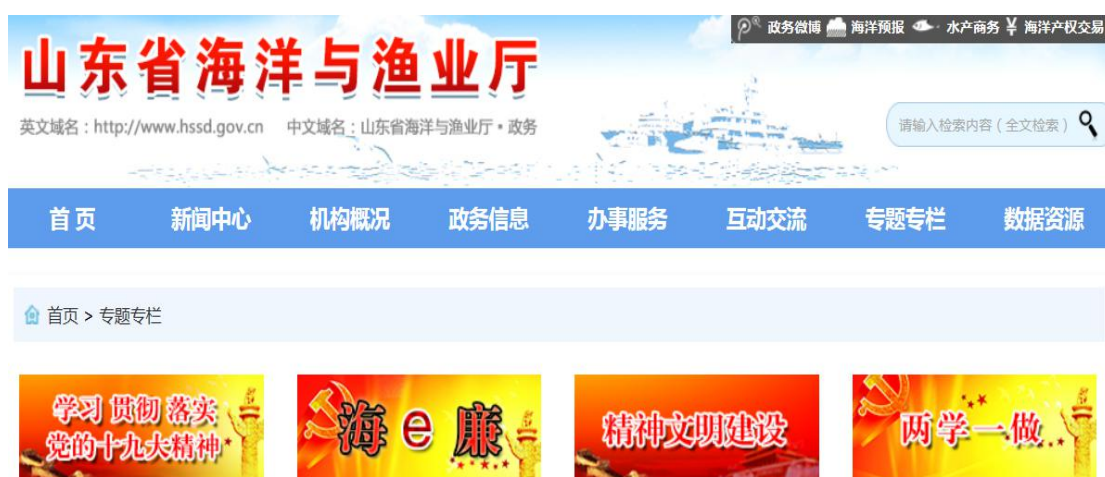 政务微博 海洋预报 水产商务 海洋产权交易
山东省海洋与渔业厅
英文域名：http://www.hssd.gov.cn 中文域名：山东省海洋与渔业厅·政务
请输入检索内容（全文检索）
首页 新闻中心 机构概况 政务信息 办事服务 互动交流 专题专栏 数据资源
首页 > 专题专栏
学习 贯彻 落实
党的十九大精神
海e廉
精神文明建设
两学一做